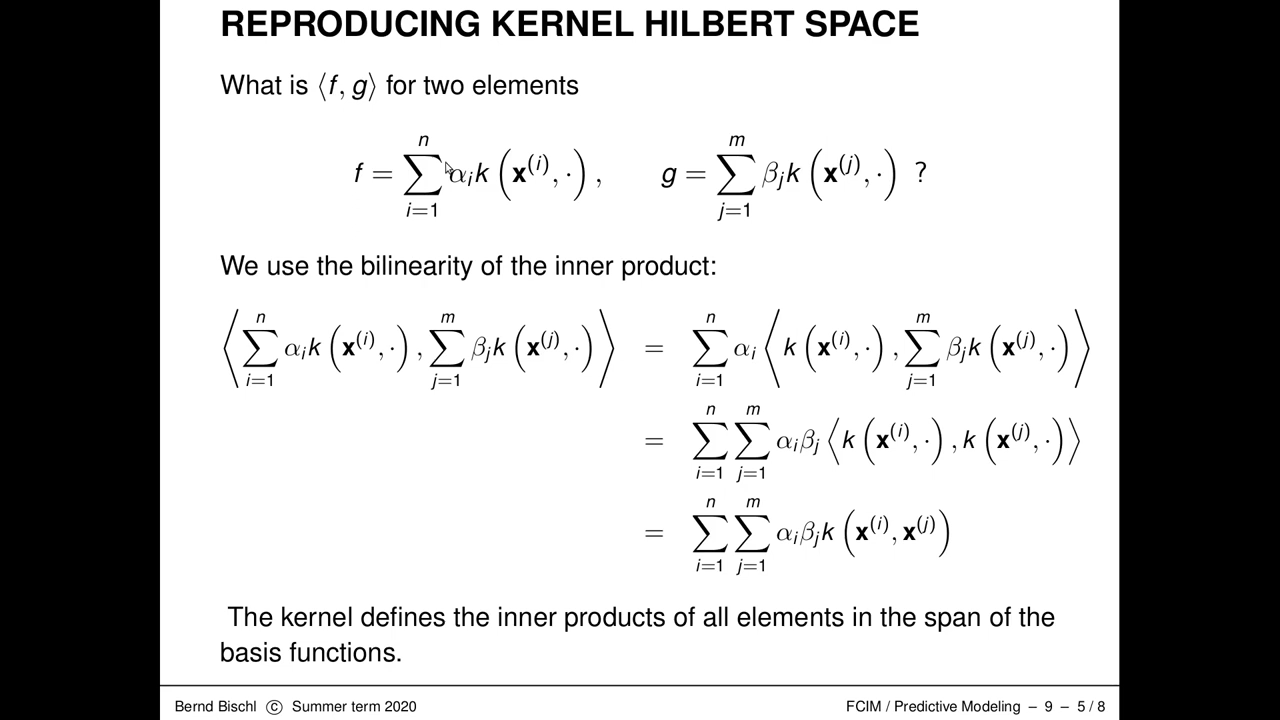 REPRODUCING KERNEL HILBERT SPACE
What is ⟨f, g⟩ for two elements
f = ∑_{i=1}^{n} α_i k (x^{(i)}, ·), g = ∑_{j=1}^{m} β_j k (x^{(j)}, ·) ?
We use the bilinearity of the inner product:
⟨∑_{i=1}^{n} α_i k (x^{(i)}, ·), ∑_{j=1}^{m} β_j k (x^{(j)}, ·)⟩ = ∑_{i=1}^{n} α_i ⟨k (x^{(i)}, ·), ∑_{j=1}^{m} β_j k (x^{(j)}, ·)⟩
= ∑_{i=1}^{n} ∑_{j=1}^{m} α_i β_j ⟨k (x^{(i)}, ·), k (x^{(j)}, ·)⟩
= ∑_{i=1}^{n} ∑_{j=1}^{m} α_i β_j k (x^{(i)}, x^{(j)})
The kernel defines the inner products of all elements in the span of the
basis functions.
Bernd Bischl © Summer term 2020 FCIM / Predictive Modeling – 9 – 5 / 8